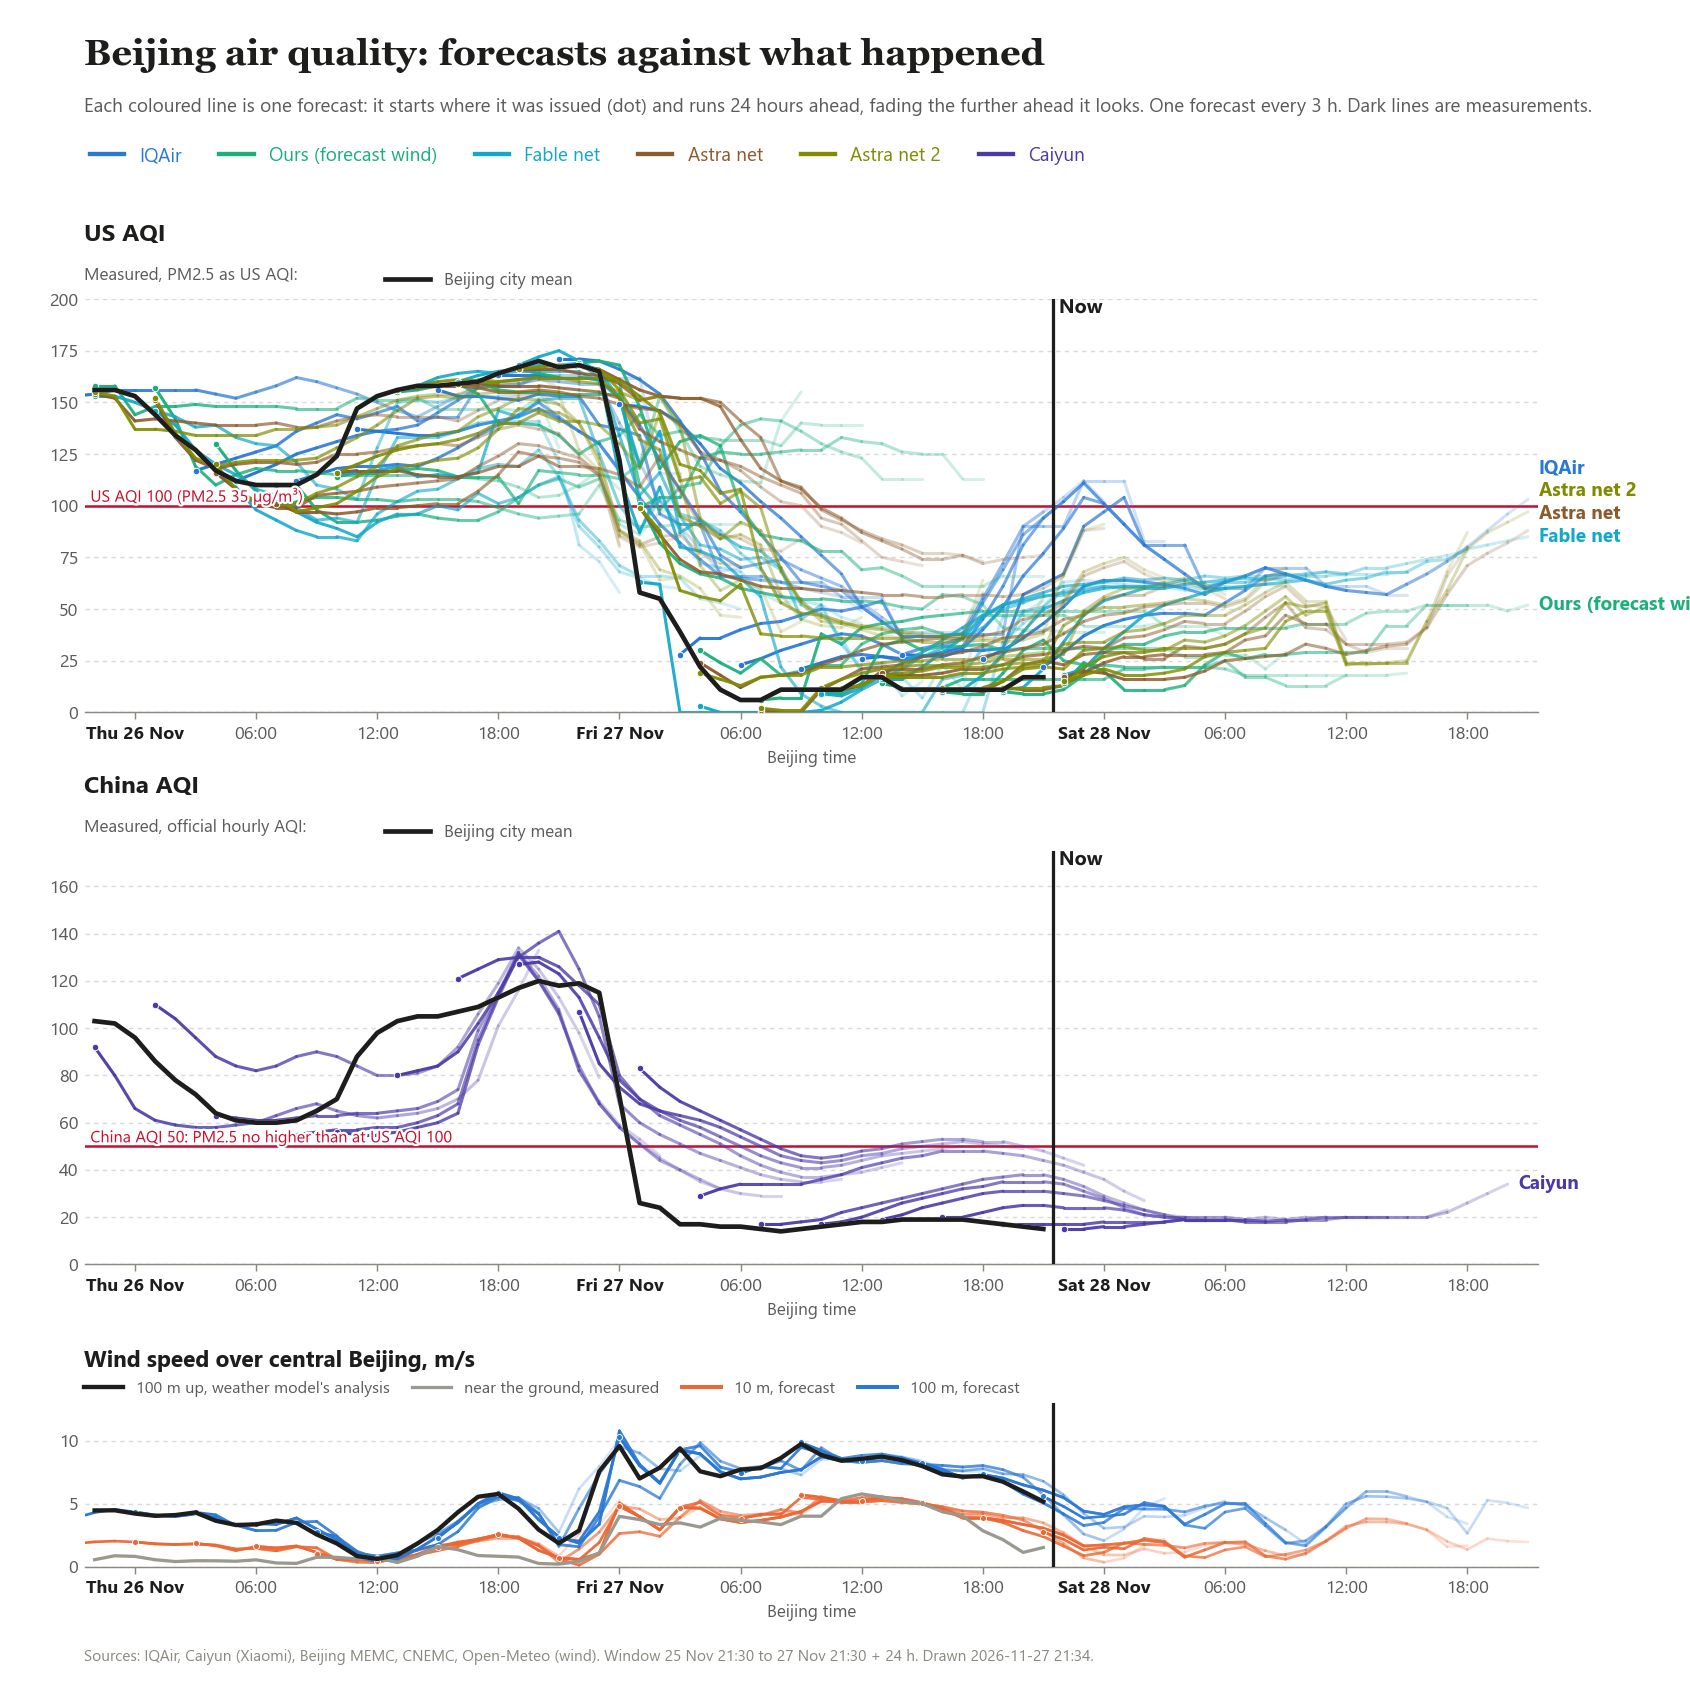 Beijing air quality: forecasts against what happened
Each coloured line is one forecast: it starts where it was issued (dot) and runs 24 hours ahead, fading the further ahead it looks. One forecast every 3 h. Dark lines are measurements.
IQAir Ours (forecast wind) Fable net Astra net Astra net 2 Caiyun
US AQI
Measured, PM2.5 as US AQI: Beijing city mean
200
Now
175
150
125
IQAir
Astra net 2
US AQI 100 (PM2.5 35 µg/m³)
100
Astra net
Fable net
75
50
Ours (forecast wi
25
0
Thu 26 Nov 06:00 12:00 18:00 Fri 27 Nov 06:00 12:00 18:00 Sat 28 Nov 06:00 12:00 18:00
Beijing time
China AQI
Measured, official hourly AQI: Beijing city mean
Now
160
140
120
100
80
60
China AQI 50: PM2.5 no higher than at US AQI 100
40
Caiyun
20
0
Thu 26 Nov 06:00 12:00 18:00 Fri 27 Nov 06:00 12:00 18:00 Sat 28 Nov 06:00 12:00 18:00
Beijing time
Wind speed over central Beijing, m/s
100 m up, weather model's analysis near the ground, measured 10 m, forecast 100 m, forecast
10
5
0
Thu 26 Nov 06:00 12:00 18:00 Fri 27 Nov 06:00 12:00 18:00 Sat 28 Nov 06:00 12:00 18:00
Beijing time
Sources: IQAir, Caiyun (Xiaomi), Beijing MEMC, CNEMC, Open-Meteo (wind). Window 25 Nov 21:30 to 27 Nov 21:30 + 24 h. Drawn 2026-11-27 21:34.